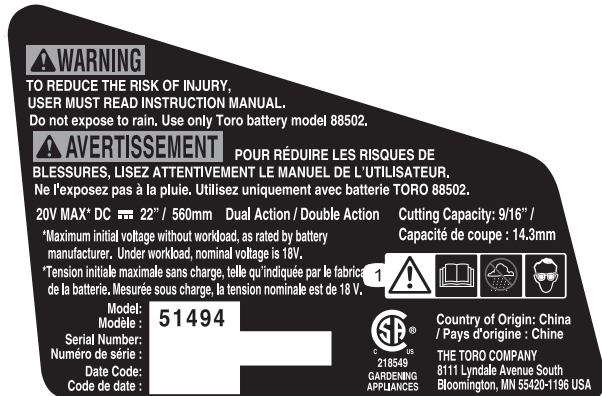 WARNING
TO REDUCE THE RISK OF INJURY,
USER MUST READ INSTRUCTION MANUAL.
Do not expose to rain. Use only Toro battery model 88502.
AVERTISSEMENT POUR RÉDUIRE LES RISQUES DE
BLESSURES, LISEZ ATTENTIVEMENT LE MANUEL DE L'UTILISATEUR.
Ne l'exposez pas à la pluie. Utilisez uniquement avec batterie TORO 88502.
20V MAX* DC 22"/ 560mm Dual Action / Double Action
*Maximum initial voltage without workload, as rated by battery
manufacturer. Under workload, nominal voltage is 18V.
*Tension initiale maximale sans charge, telle qu'indiquée par le
de la batterie. Mesurée sous charge, la tension nominale est de 18 V.
Cutting Capacity: 9/16" /
Capacité de coupe : 14.3mm
1
Model:
Modèle :
51494
Serial Number:
Numéro de série :
Date Code:
Code de date :
SA ®
C US
218549
GARDENING
APPLIANCES
Country of Origin: China
/ Pays d'origine : Chine
THE TORO COMPANY
8111 Lyndale Avenue South
Bloomington, MN 55420-1196 USA